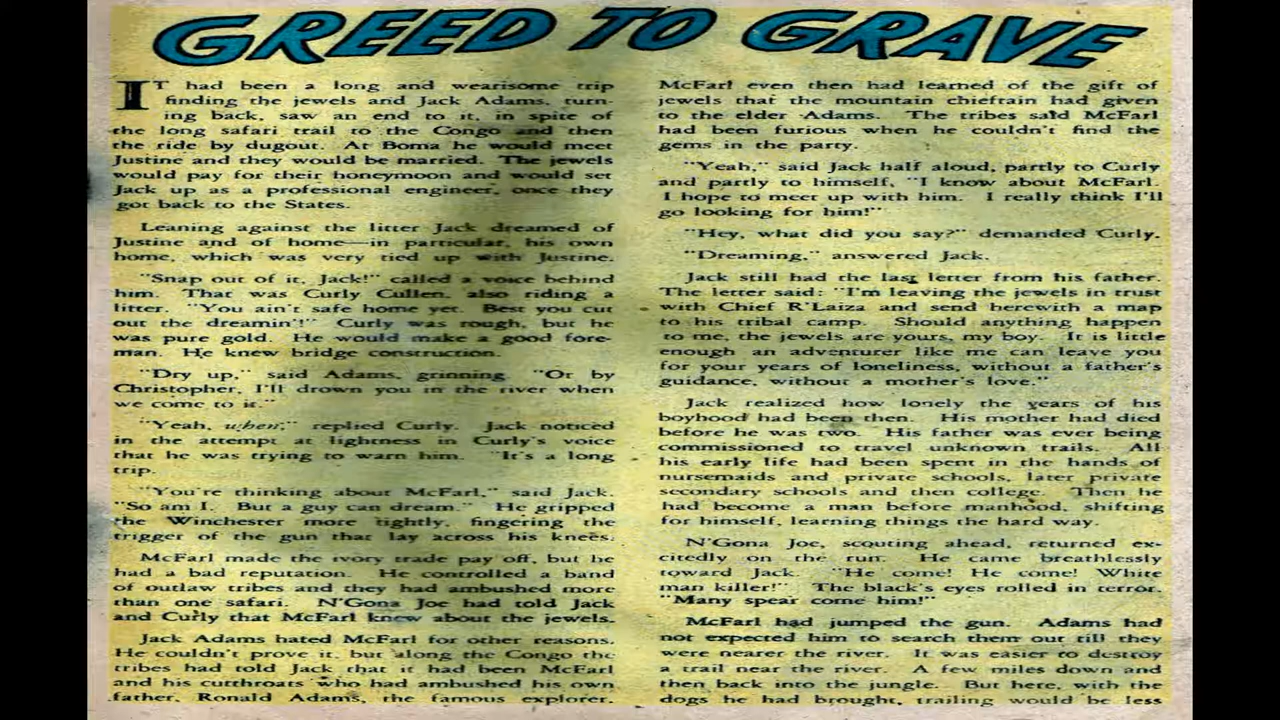 GREED TO GRAVE
IT had been a long and wearisome trip
finding the jewels and Jack Adams, turn-
ing back, saw an end to it, in spite of
the long safari trail to the Congo and then
the ride by dugout. At Boma he would meet
Justine and they would be married. The jewels
would pay for their honeymoon and would set
Jack up as a professional engineer, once they
got back to the States.
Leaning against the litter Jack dreamed of
Justine and of home—in particular, his own
home, which was very tied up with Justine.
"Snap out of it, Jack!" called a voice behind
him. That was Curly Cullen, also riding a
litter. "You ain't safe home yet. Best you cut
out the dreamin'!" Curly was rough, but he
was pure gold. He would make a good fore-
man. He knew bridge construction.
"Dry up," said Adams, grinning. "Or by
Christopher, I'll drown you in the river when
we come to it."
"Yeah, when," replied Curly. Jack noticed
in the attempt at lightness in Curly's voice
that he was trying to warn him. "It's a long
trip.
"You're thinking about McFarl," said Jack.
"So am I. But a guy can dream." He gripped
the Winchester more tightly, fingering the
trigger of the gun that lay across his knees.
McFarl made the ivory trade pay off, but he
had a bad reputation. He controlled a band
of outlaw tribes and they had ambushed more
than one safari. N'Gona Joe had told Jack
and Curly that McFarl knew about the jewels.
Jack Adams hated McFarl for other reasons.
He couldn't prove it, but along the Congo the
tribes had told Jack that it had been McFarl
and his cutthroats who had ambushed his own
father, Ronald Adams, the famous explorer.
McFarl even then had learned of the gift of
jewels that the mountain chieftain had given
to the elder Adams. The tribes said McFarl
had been furious when he couldn't find the
gems in the party.
"Yeah," said Jack half aloud, partly to Curly
and partly to himself, "I know about McFarl.
I hope to meet up with him. I really think I'll
go looking for him!"
"Hey, what did you say?" demanded Curly.
"Dreaming," answered Jack.
Jack still had the last letter from his father.
The letter said: "I'm leaving the jewels in trust
with Chief R'Laiza and send herewith a map
to his tribal camp. Should anything happen
to me, the jewels are yours, my boy. It is little
enough an adventurer like me can leave you
for your years of loneliness, without a father's
guidance, without a mother's love."
Jack realized how lonely the years of his
boyhood had been then. His mother had died
before he was two. His father was ever being
commissioned to travel unknown trails. All
his early life had been spent in the hands of
nursemaids and private schools, later private
secondary schools and then college. Then he
had become a man before manhood, shifting
for himself, learning things the hard way.
N'Gona Joe, scouting ahead, returned ex-
citedly on the run. He came breathlessly
toward Jack. "He come! He come! White
man killer!" The black's eyes rolled in terror.
"Many spear come him!"
McFarl had jumped the gun. Adams had
not expected him to search them out till they
were nearer the river. It was easier to destroy
a trail near the river. A few miles down and
then back into the jungle. But here, with the
dogs he had brought, trailing would be less